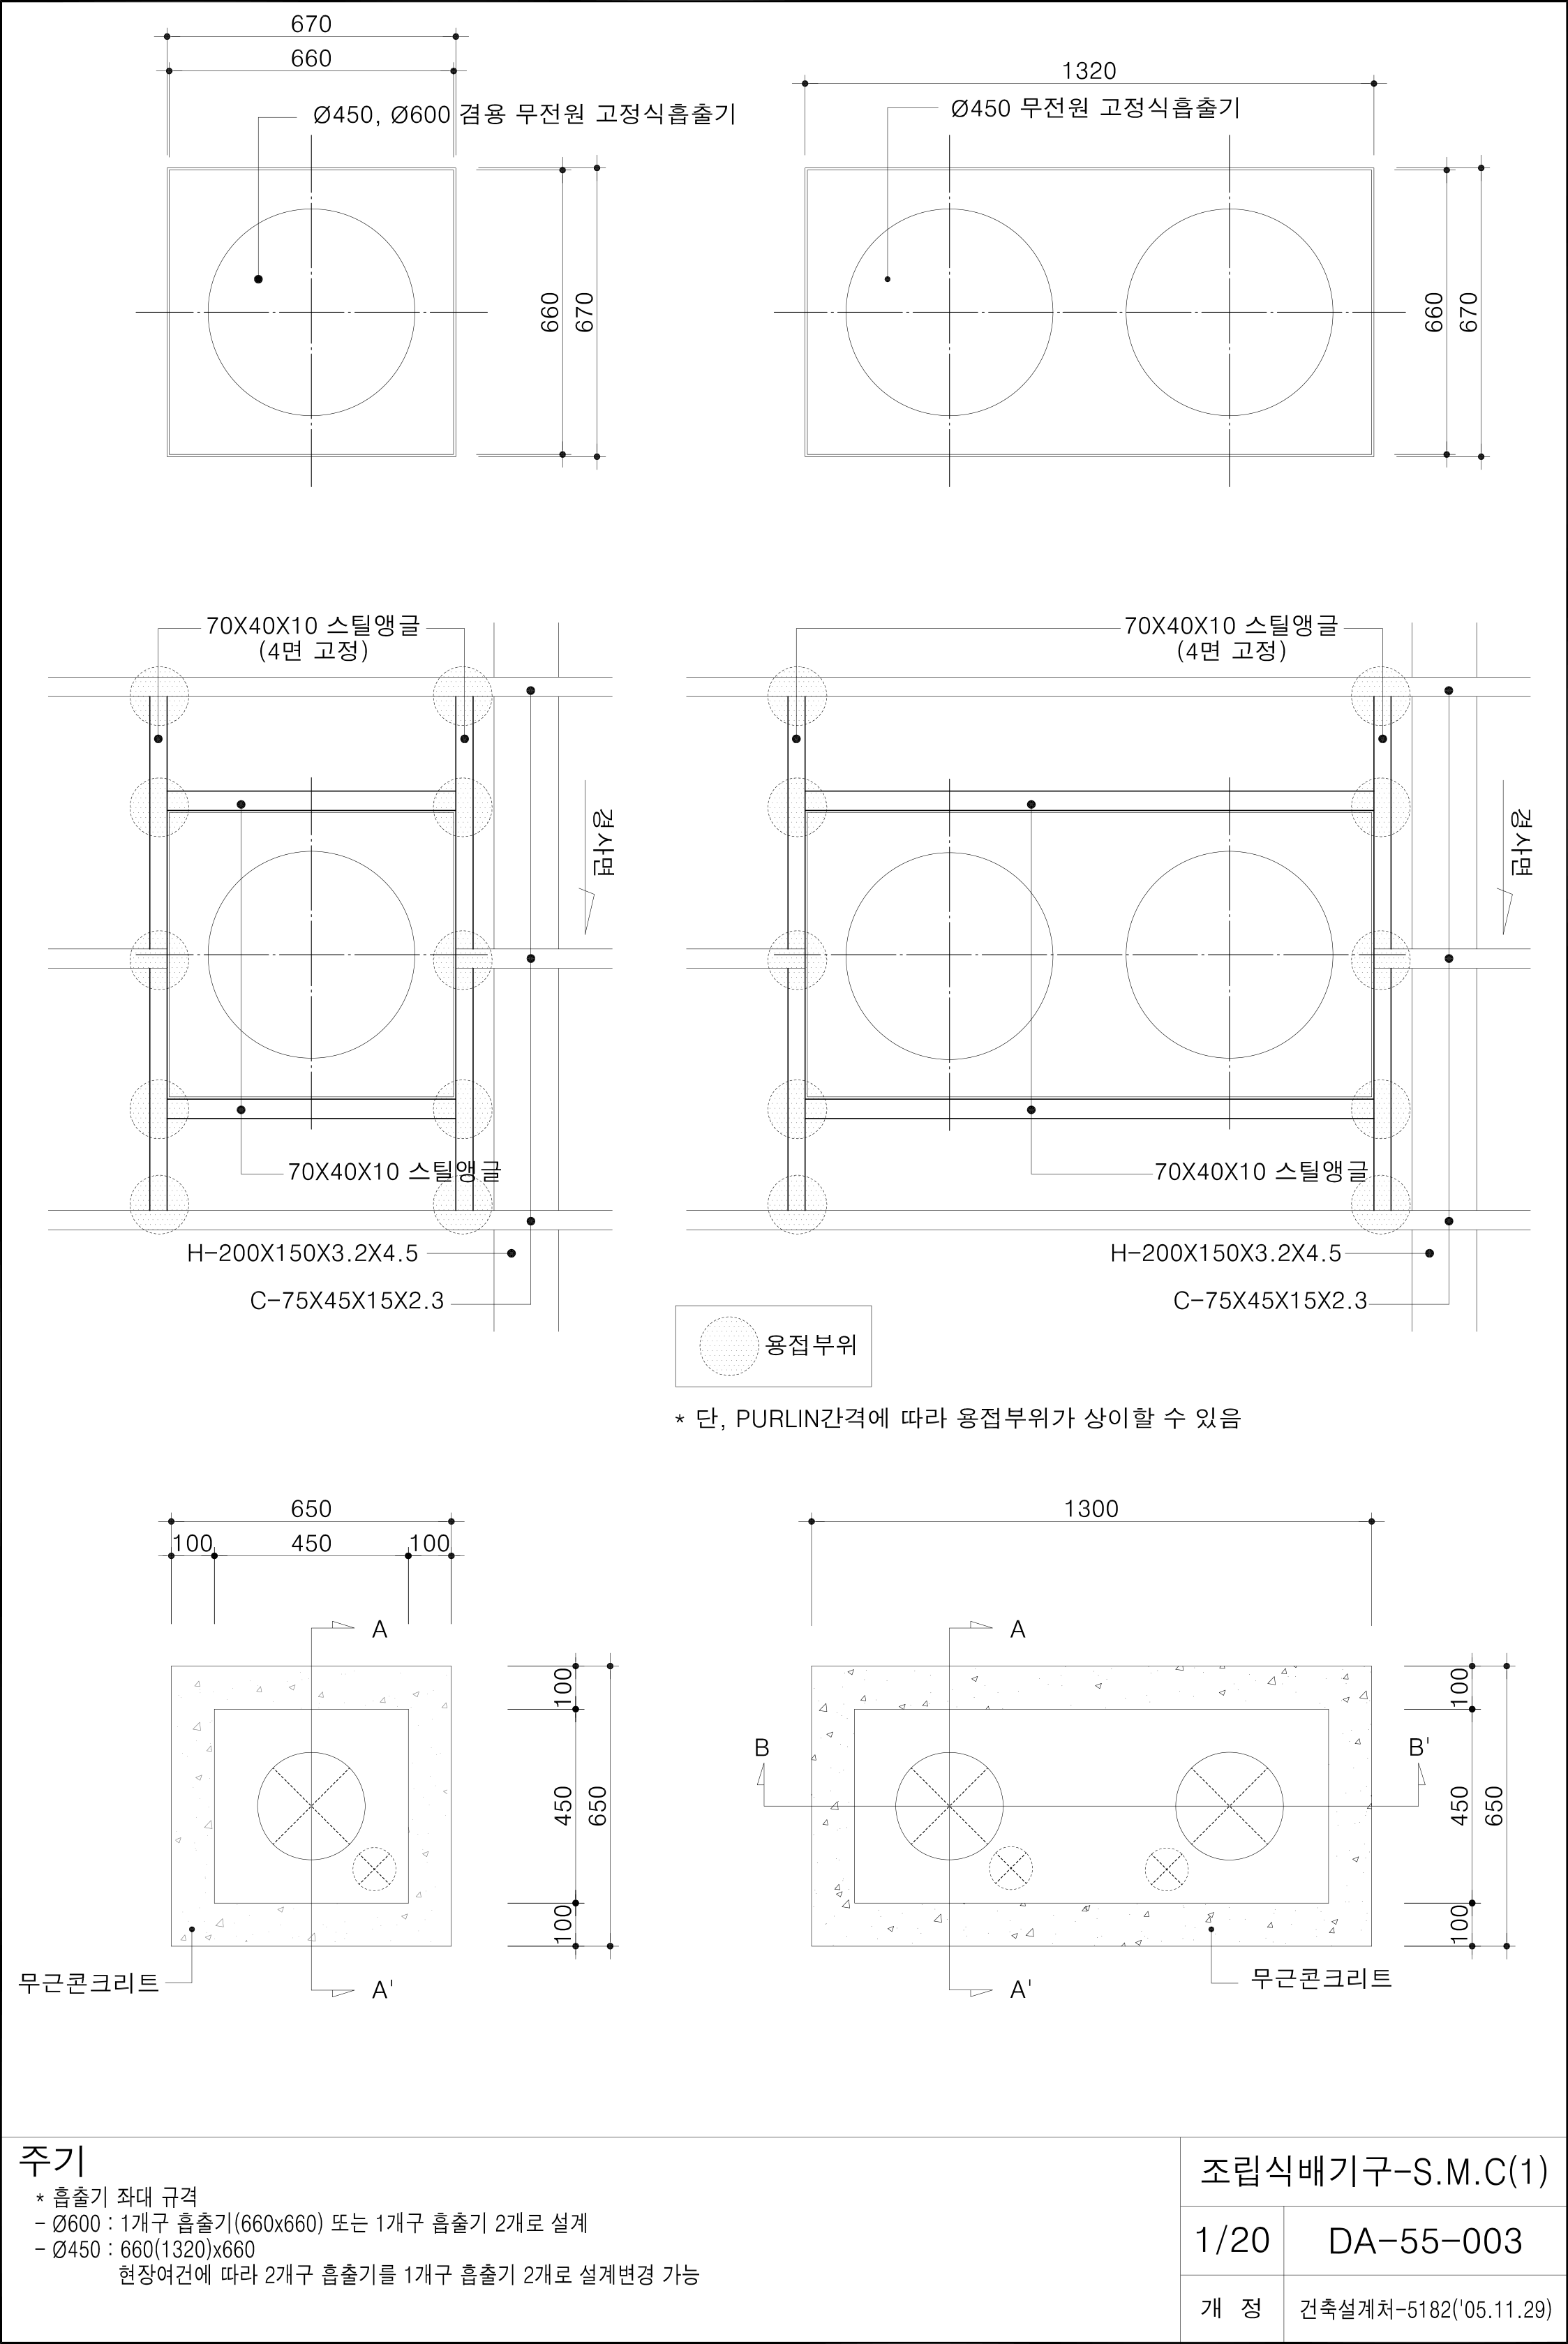 670
660
Ø450, Ø600 겸용 무전원 고정식흡출기
660
670
1320
Ø450 무전원 고정식흡출기
660
670
70X40X10 스틸앵글
(4면 고정)
경사면
70X40X10 스틸앵글
H-200X150X3.2X4.5
C-75X45X15X2.3
70X40X10 스틸앵글
(4면 고정)
경사면
70X40X10 스틸앵글
H-200X150X3.2X4.5
C-75X45X15X2.3
용접부위
* 단, PURLIN간격에 따라 용접부위가 상이할 수 있음
650
100 450 100
A
100
450
650
100
무근콘크리트
A'
1300
A
B
B'
100
450
650
100
무근콘크리트
A'
주기
* 흡출기 좌대 규격
- Ø600 : 1개구 흡출기(660x660) 또는 1개구 흡출기 2개로 설계
- Ø450 : 660(1320)x660
현장여건에 따라 2개구 흡출기를 1개구 흡출기 2개로 설계변경 가능
조립식배기구-S.M.C(1)
1/20
DA-55-003
개 정
건축설계처-5182('05.11.29)